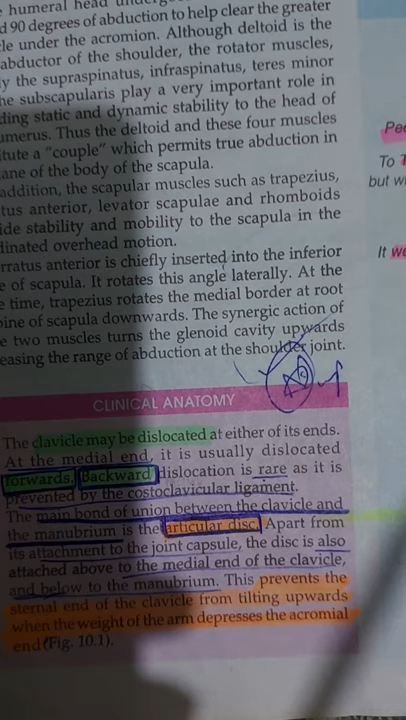 humeral head
d 90 degrees of abduction to help clear the greater
le under the acromion. Although deltoid is the
abductor of the shoulder, the rotator muscles,
ly the supraspinatus, infraspinatus, teres minor
he subscapularis play a very important role in
ding static and dynamic stability to the head of
umerus. Thus the deltoid and these four muscles
itute a “couple” which permits true abduction in
ane of the body of the scapula.
addition, the scapular muscles such as trapezius,
tus anterior, levator scapulae and rhomboids
ide stability and mobility to the scapula in the
dinated overhead motion.
rratus anterior is chiefly inserted into the inferior
e of scapula. It rotates this angle laterally. At the
e time, trapezius rotates the medial border at root
pine of scapula downwards. The synergic action of
e two muscles turns the glenoid cavity upwards
easing the range of abduction at the shoulder joint.
CLINICAL ANATOMY
The clavicle may be dislocated at either of its ends.
At the medial end, it is usually dislocated
forwards. Backward dislocation is rare as it is
prevented by the costoclavicular ligament.
The main bond of union between the clavicle and
the manubrium is the articular disc. Apart from
its attachment to the joint capsule, the disc is also
attached above to the medial end of the clavicle,
and below to the manubrium. This prevents the
sternal end of the clavicle from tilting upwards
when the weight of the arm depresses the acromial
end (Fig. 10.1).
Pec
To T
but wi
It we